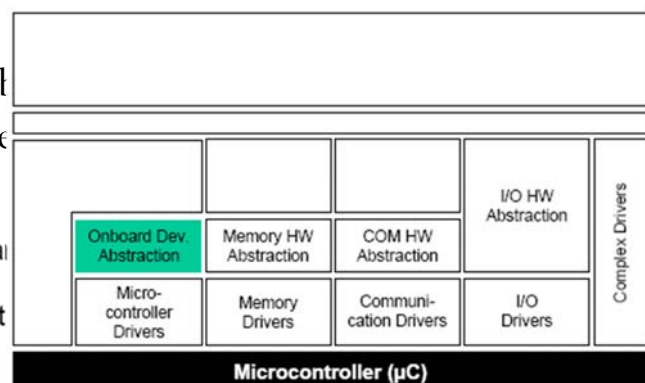 I/O HW
Abstraction
Complex Drivers
Onboard Dev.
Abstraction
Memory HW
Abstraction
COM HW
Abstraction
Micro-
controller
Drivers
Memory
Drivers
Communi-
cation Drivers
I/O
Drivers
Microcontroller (µC)